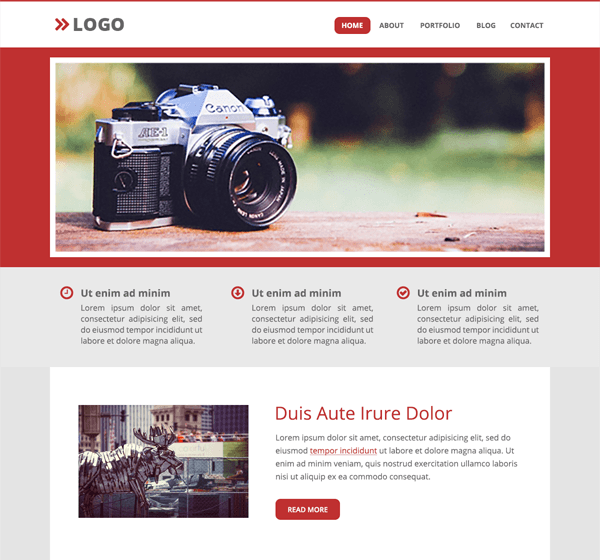 LOGO
HOME ABOUT PORTFOLIO BLOG CONTACT
Canon
AE-1
CANON LENS
MADE IN JAPAN
Ut enim ad minim
Lorem ipsum dolor sit amet,
consectetur adipisicing elit, sed
do eiusmod tempor incididunt ut
labore et dolore magna aliqua.
Ut enim ad minim
Lorem ipsum dolor sit amet,
consectetur adipisicing elit, sed
do eiusmod tempor incididunt ut
labore et dolore magna aliqua.
Ut enim ad minim
Lorem ipsum dolor sit amet,
consectetur adipisicing elit, sed
do eiusmod tempor incididunt ut
labore et dolore magna aliqua.
Duis Aute Irure Dolor
Lorem ipsum dolor sit amet, consectetur adipisicing elit, sed do
eiusmod tempor incididunt ut labore et dolore magna aliqua. Ut
enim ad minim veniam, quis nostrud exercitation ullamco laboris
nisi ut aliquip ex ea commodo consequat.
READ MORE